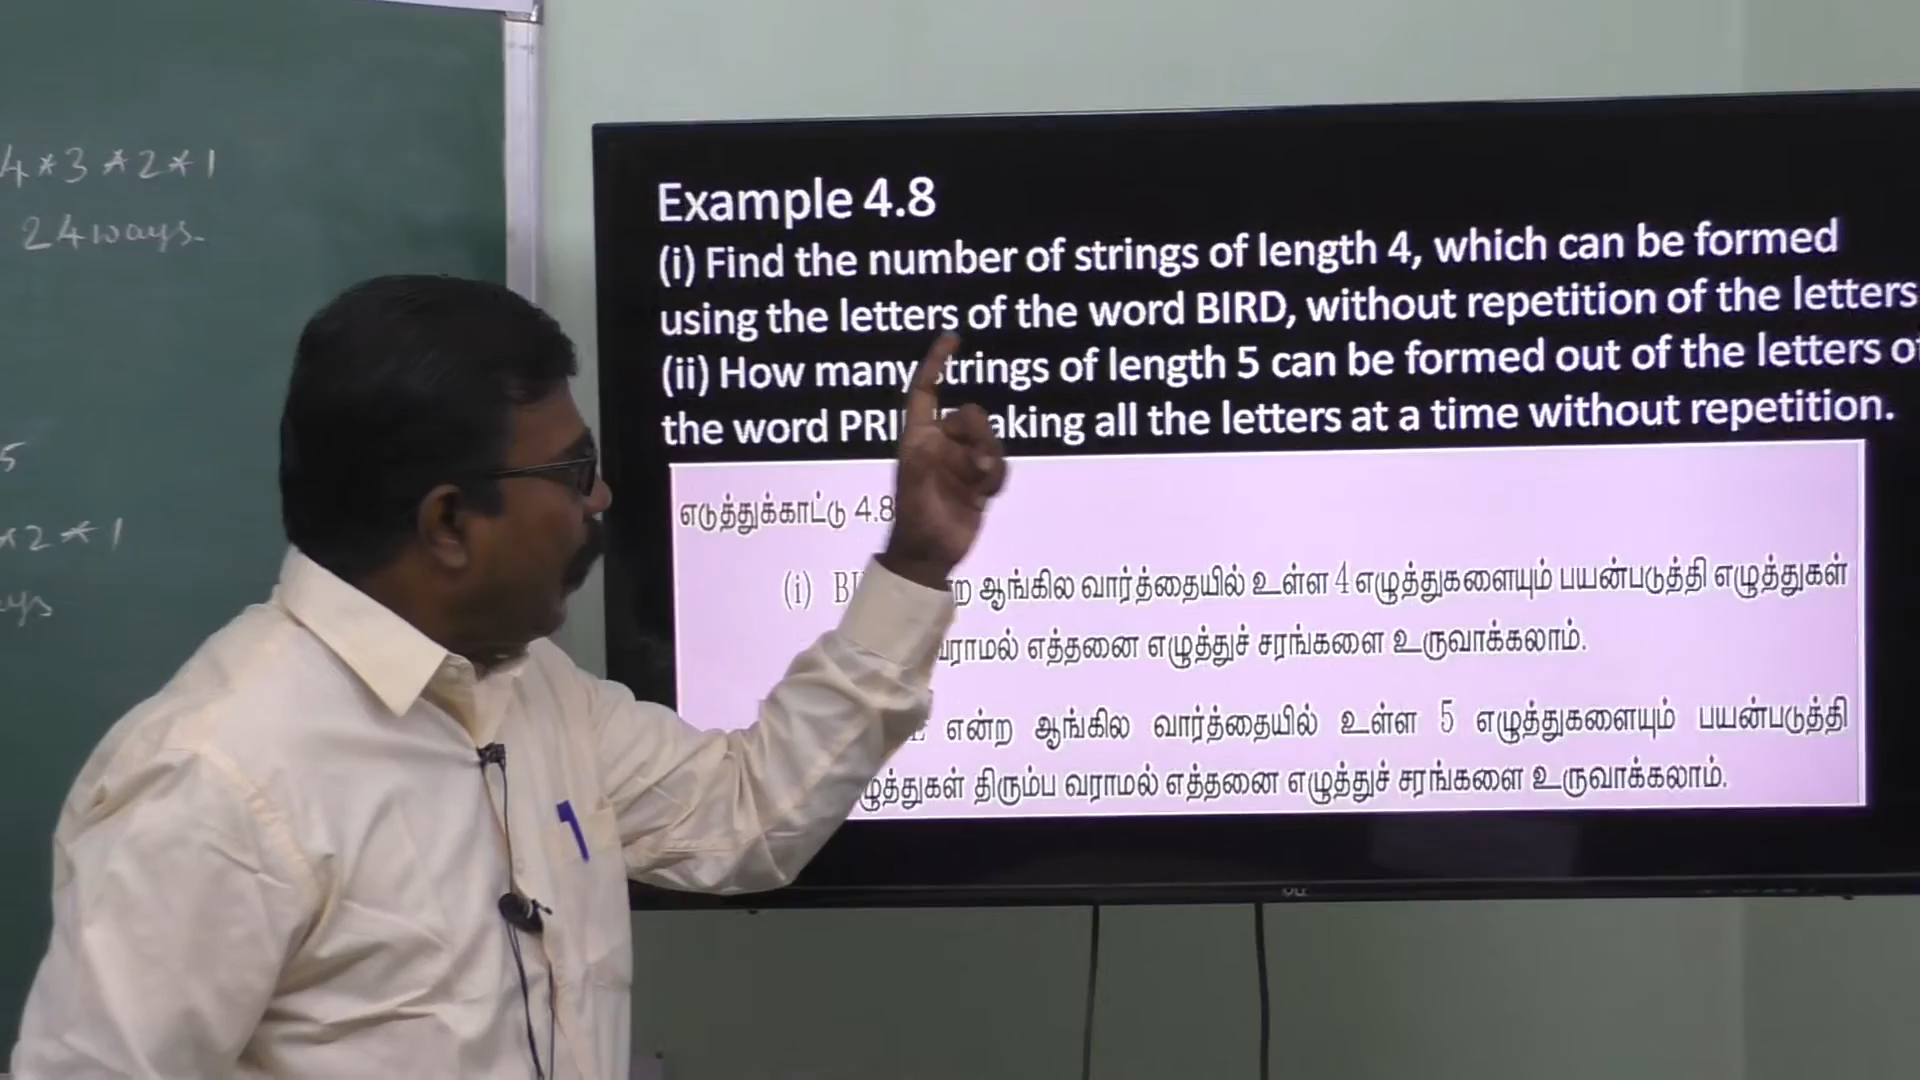 4*3*2*1
24 ways.
5
*2*1
Example 4.8
(i) Find the number of strings of length 4, which can be formed
using the letters of the word BIRD, without repetition of the letters
(ii) How many strings of length 5 can be formed out of the letters of
the word taking all the letters at a time without repetition.
எடுத்துக்காட்டு 4.8
(i) ஆங்கில வார்த்தையில் உள்ள 4 எழுத்துகளையும் பயன்படுத்தி எழுத்துகள்
வராமல் எத்தனை எழுத்துச் சரங்களை உருவாக்கலாம்.
என்ற ஆங்கில வார்த்தையில் உள்ள 5 எழுத்துகளையும் பயன்படுத்தி
எழுத்துகள் திரும்ப வராமல் எத்தனை எழுத்துச் சரங்களை உருவாக்கலாம்.